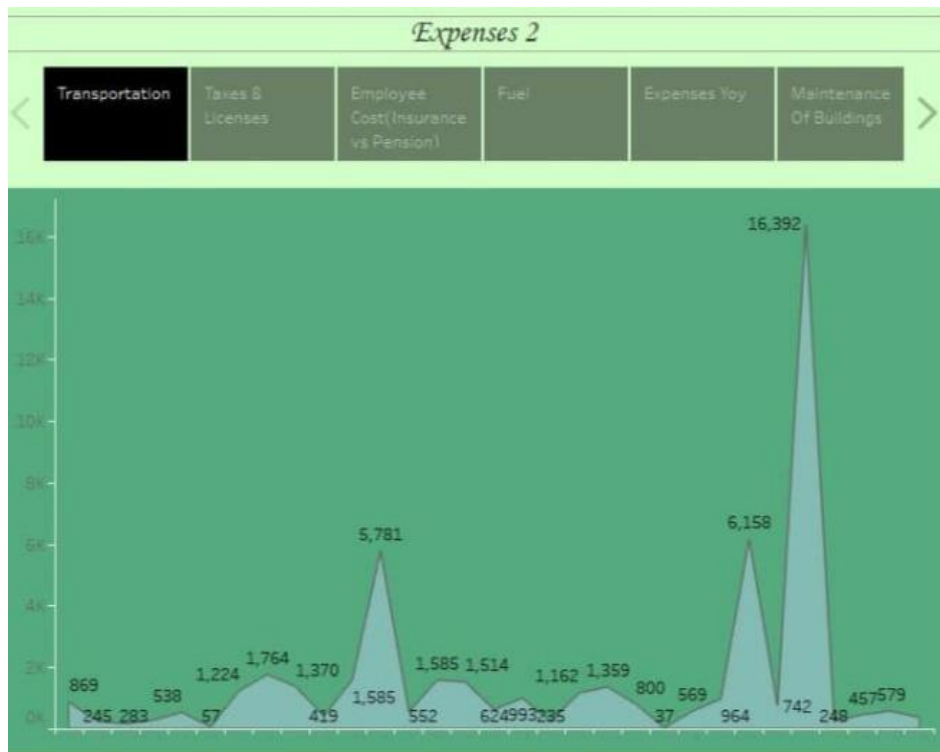 Expenses 2
Transportation
Taxes &
Licenses
Employee
Cost(Insurance
vs Pension)
Fuel
Expenses Yoy
Maintenance
Of Buildings
16K
14K
12K
10K
8K
6K
4K
2K
0K
16,392
6,158
5,781
1,764
1,585 1,514
1,224
1,370
1,162
1,359
869
538
800
569
1,585
742
457 579
245 283
57
419
552
624 993 235
37
964
248